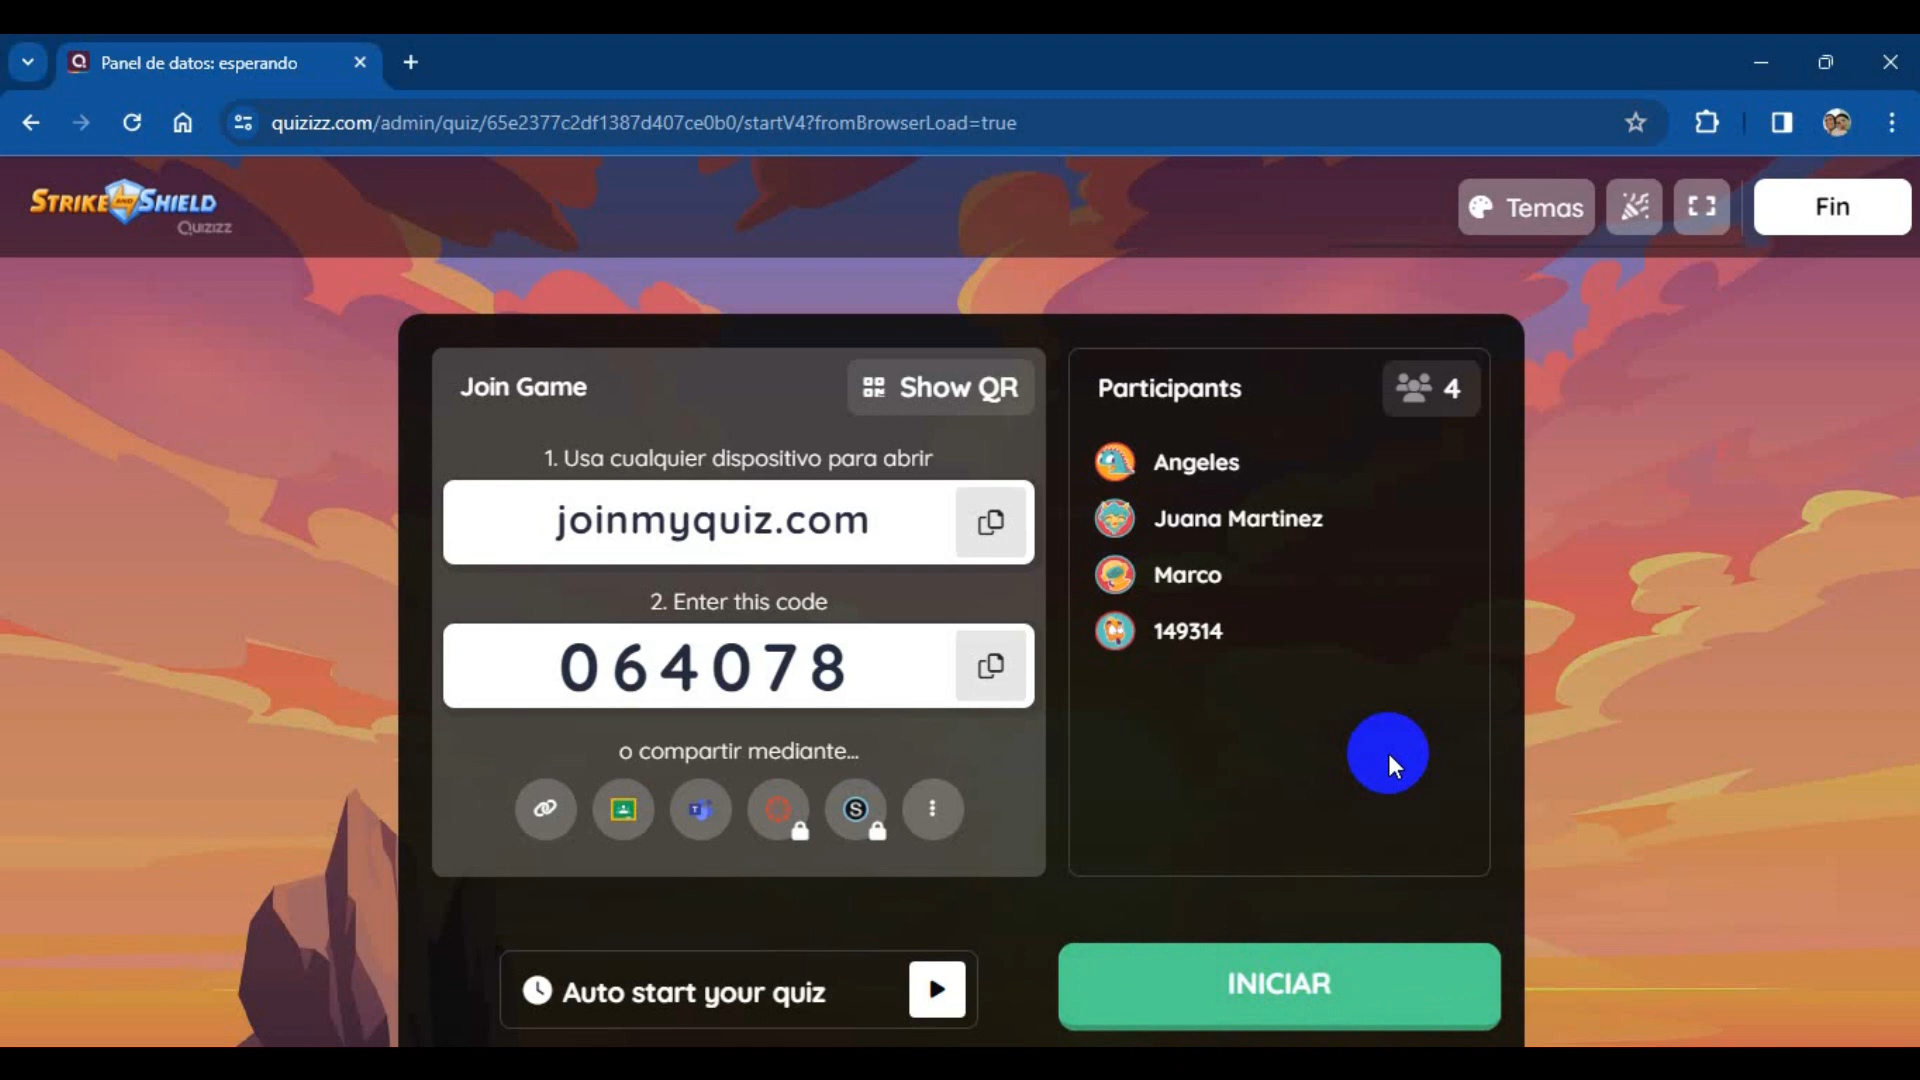 Panel de datos: esperando
quizizz.com/admin/quiz/65e2377c2df1387d407ce0b0/startV4?fromBrowserLoad=true
STRIKE AND SHIELD
QUIZIZZ
Temas
Fin
Join Game
Show QR
1. Usa cualquier dispositivo para abrir
joinmyquiz.com
2. Enter this code
064078
o compartir mediante...
Participants
4
Angeles
Juana Martinez
Marco
149314
Auto start your quiz
INICIAR